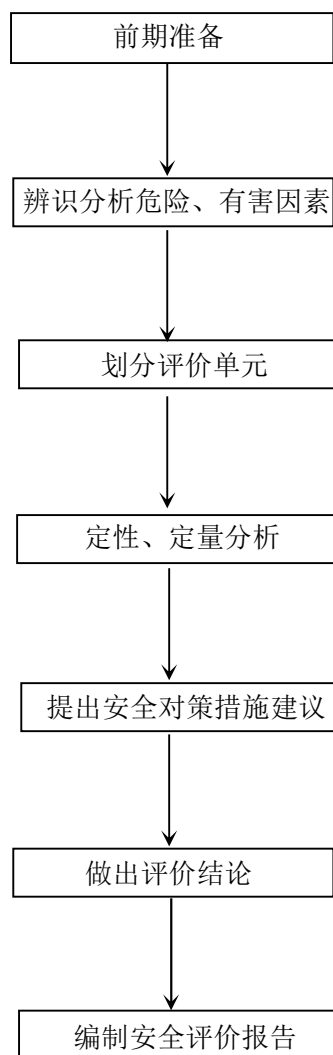 前期准备
辨识分析危险、有害因素
划分评价单元
定性、定量分析
提出安全对策措施建议
做出评价结论
编制安全评价报告